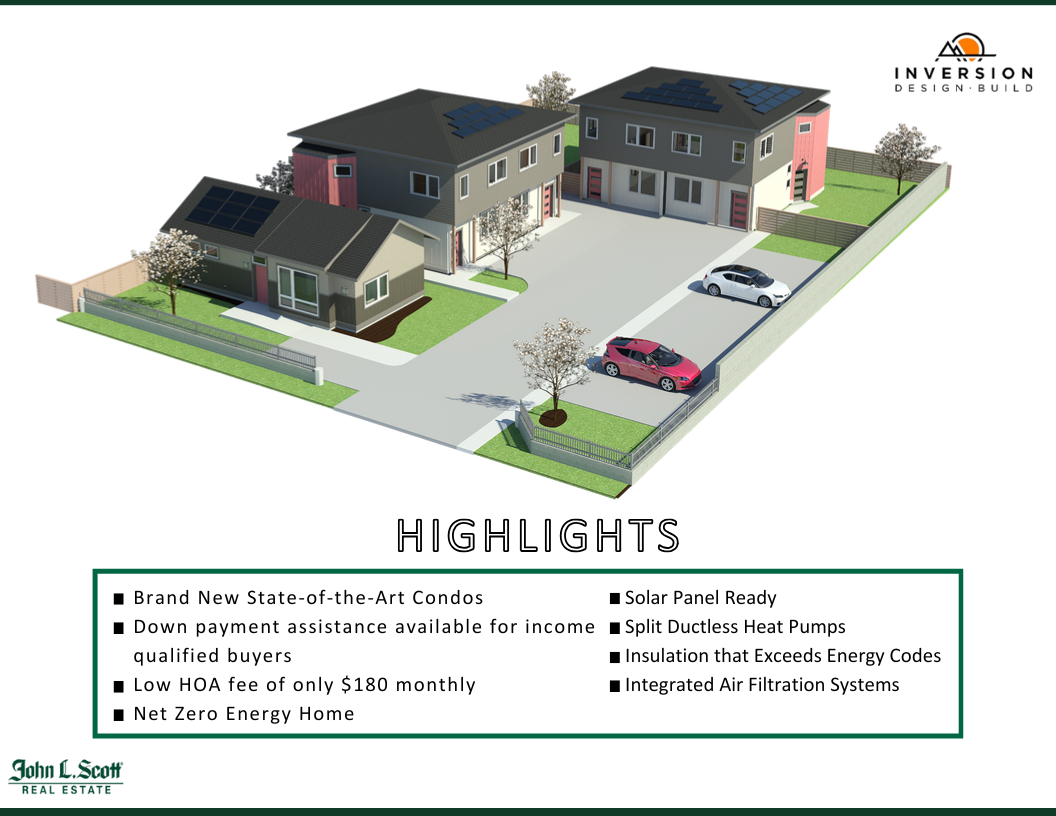 INVERSION
DESIGN·BUILD
HIGHLIGHTS
■ Brand New State-of-the-Art Condos
■ Down payment assistance available for income
qualified buyers
■ Low HOA fee of only $180 monthly
■ Net Zero Energy Home
■ Solar Panel Ready
■ Split Ductless Heat Pumps
■ Insulation that Exceeds Energy Codes
■ Integrated Air Filtration Systems
John L. Scott
REAL ESTATE